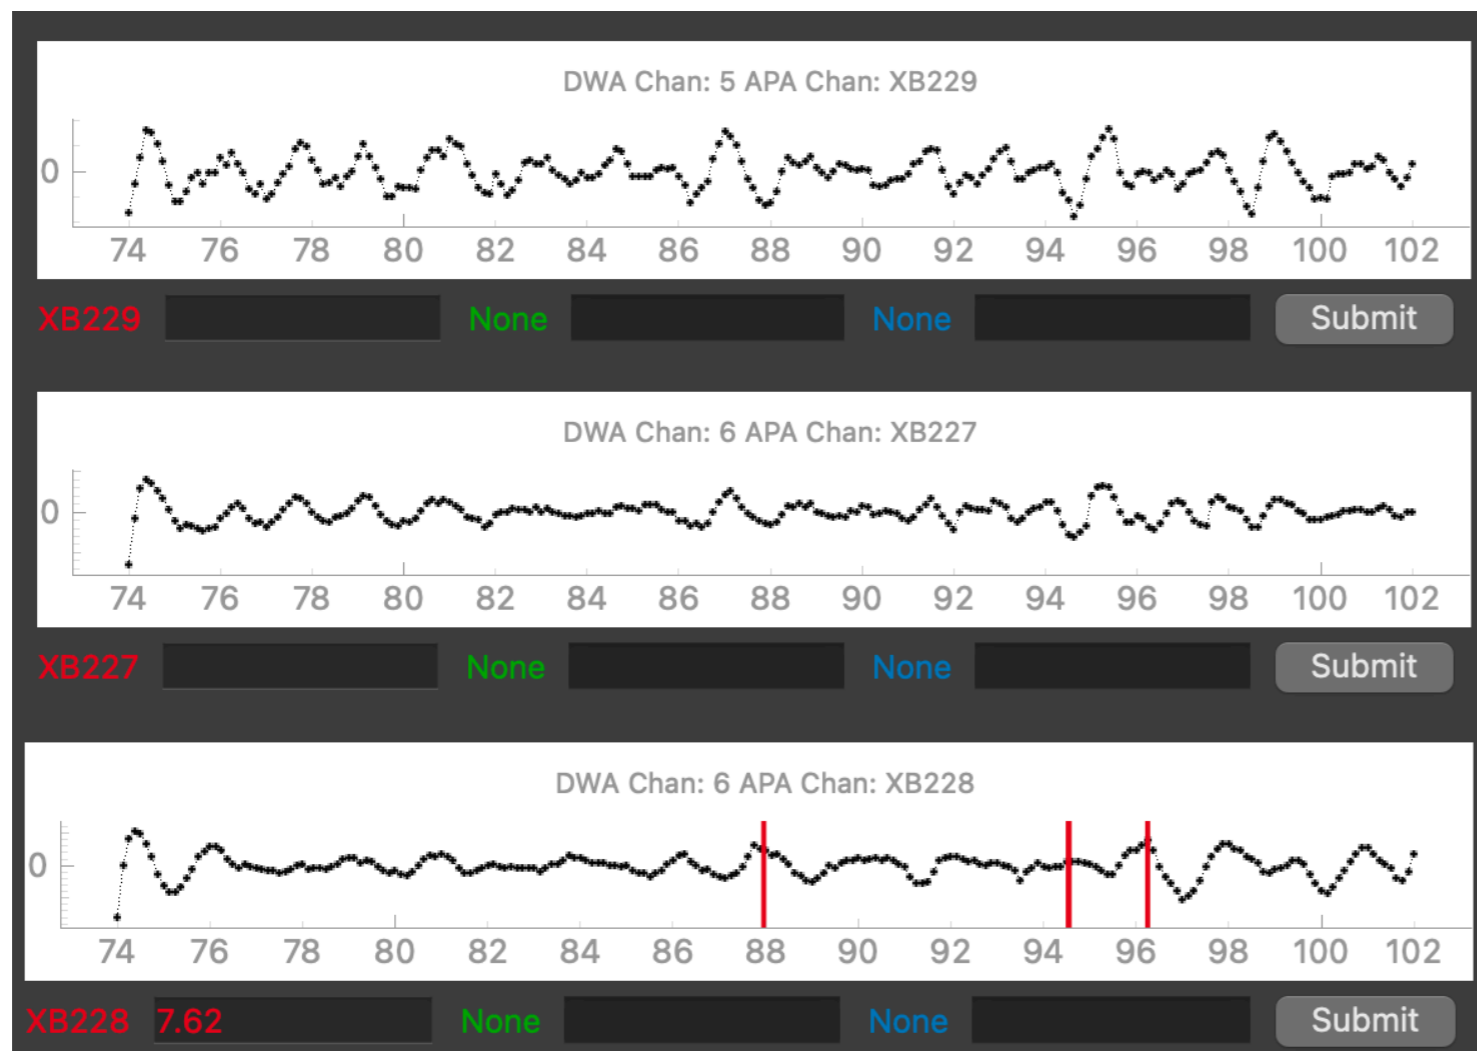 DWA Chan: 5 APA Chan: XB229
0
74 76 78 80 82 84 86 88 90 92 94 96 98 100 102
XB229 None None Submit
DWA Chan: 6 APA Chan: XB227
0
74 76 78 80 82 84 86 88 90 92 94 96 98 100 102
XB227 None None Submit
DWA Chan: 6 APA Chan: XB228
0
74 76 78 80 82 84 86 88 90 92 94 96 98 100 102
XB228 7.62 None None Submit